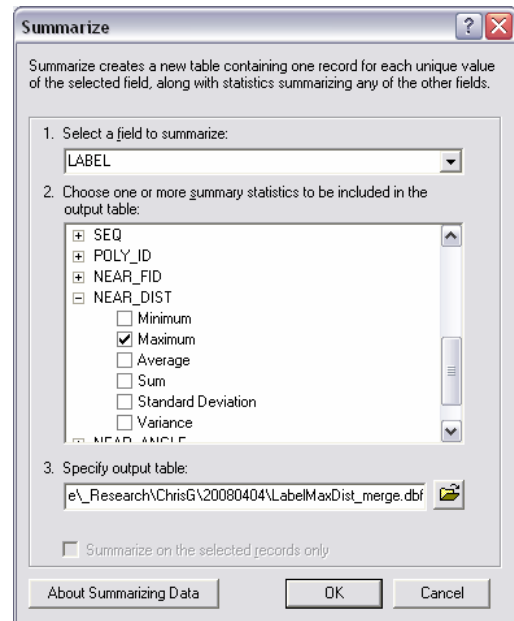 Summarize
Summarize creates a new table containing one record for each unique value
of the selected field, along with statistics summarizing any of the other fields.
1. Select a field to summarize:
LABEL
2. Choose one or more summary statistics to be included in the
output table:
SEQ
POLY_ID
NEAR_FID
NEAR_DIST
Minimum
Maximum
Average
Sum
Standard Deviation
Variance
NEAR_ANGLE
3. Specify output table:
e\_Research\ChrisG\20080404\LabelMaxDist_merge.dbf
Summarize on the selected records only
About Summarizing Data
OK
Cancel